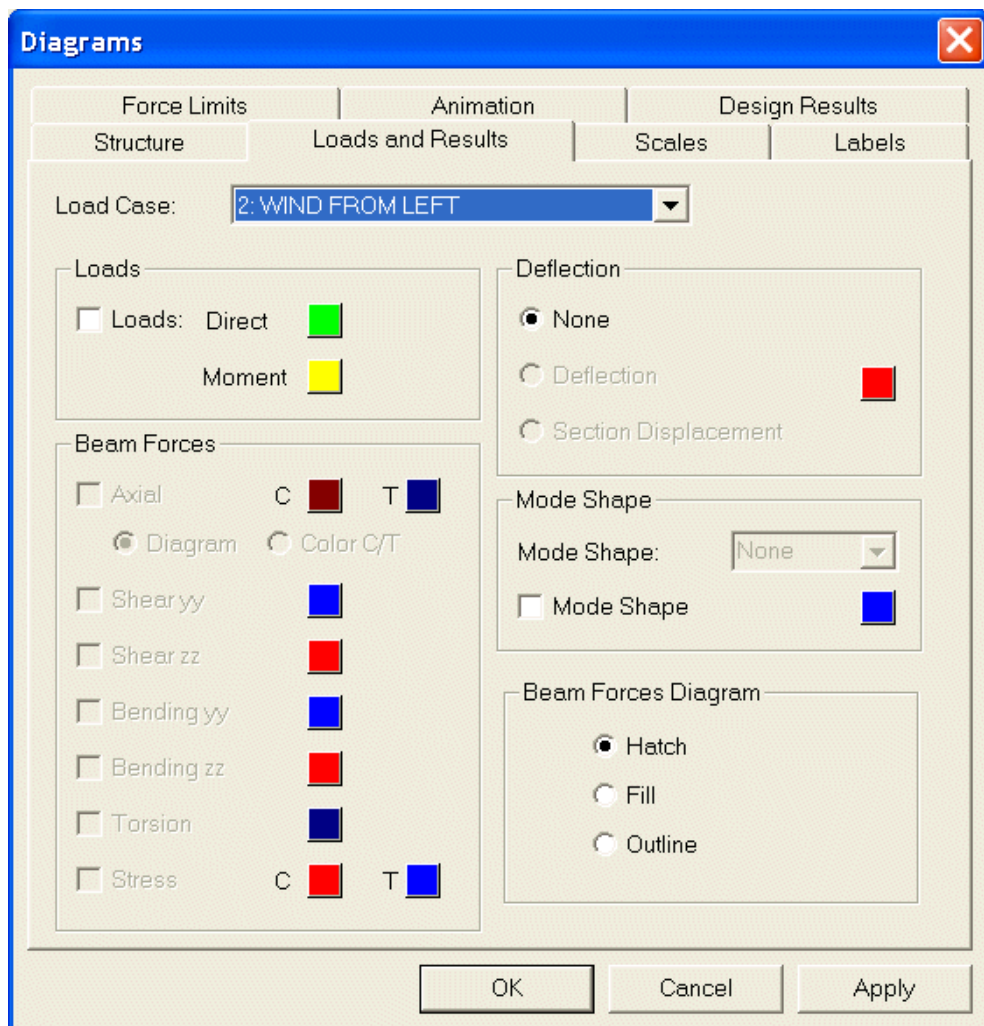 Diagrams
Force Limits Animation Design Results
Structure Loads and Results Scales Labels
Load Case: 2: WIND FROM LEFT
Loads
Loads: Direct
Moment
Beam Forces
Axial C T
Diagram Color C/T
Shear yy
Shear zz
Bending yy
Bending zz
Torsion
Stress C T
Deflection
None
Deflection
Section Displacement
Mode Shape
Mode Shape: None
Mode Shape
Beam Forces Diagram
Hatch
Fill
Outline
OK Cancel Apply